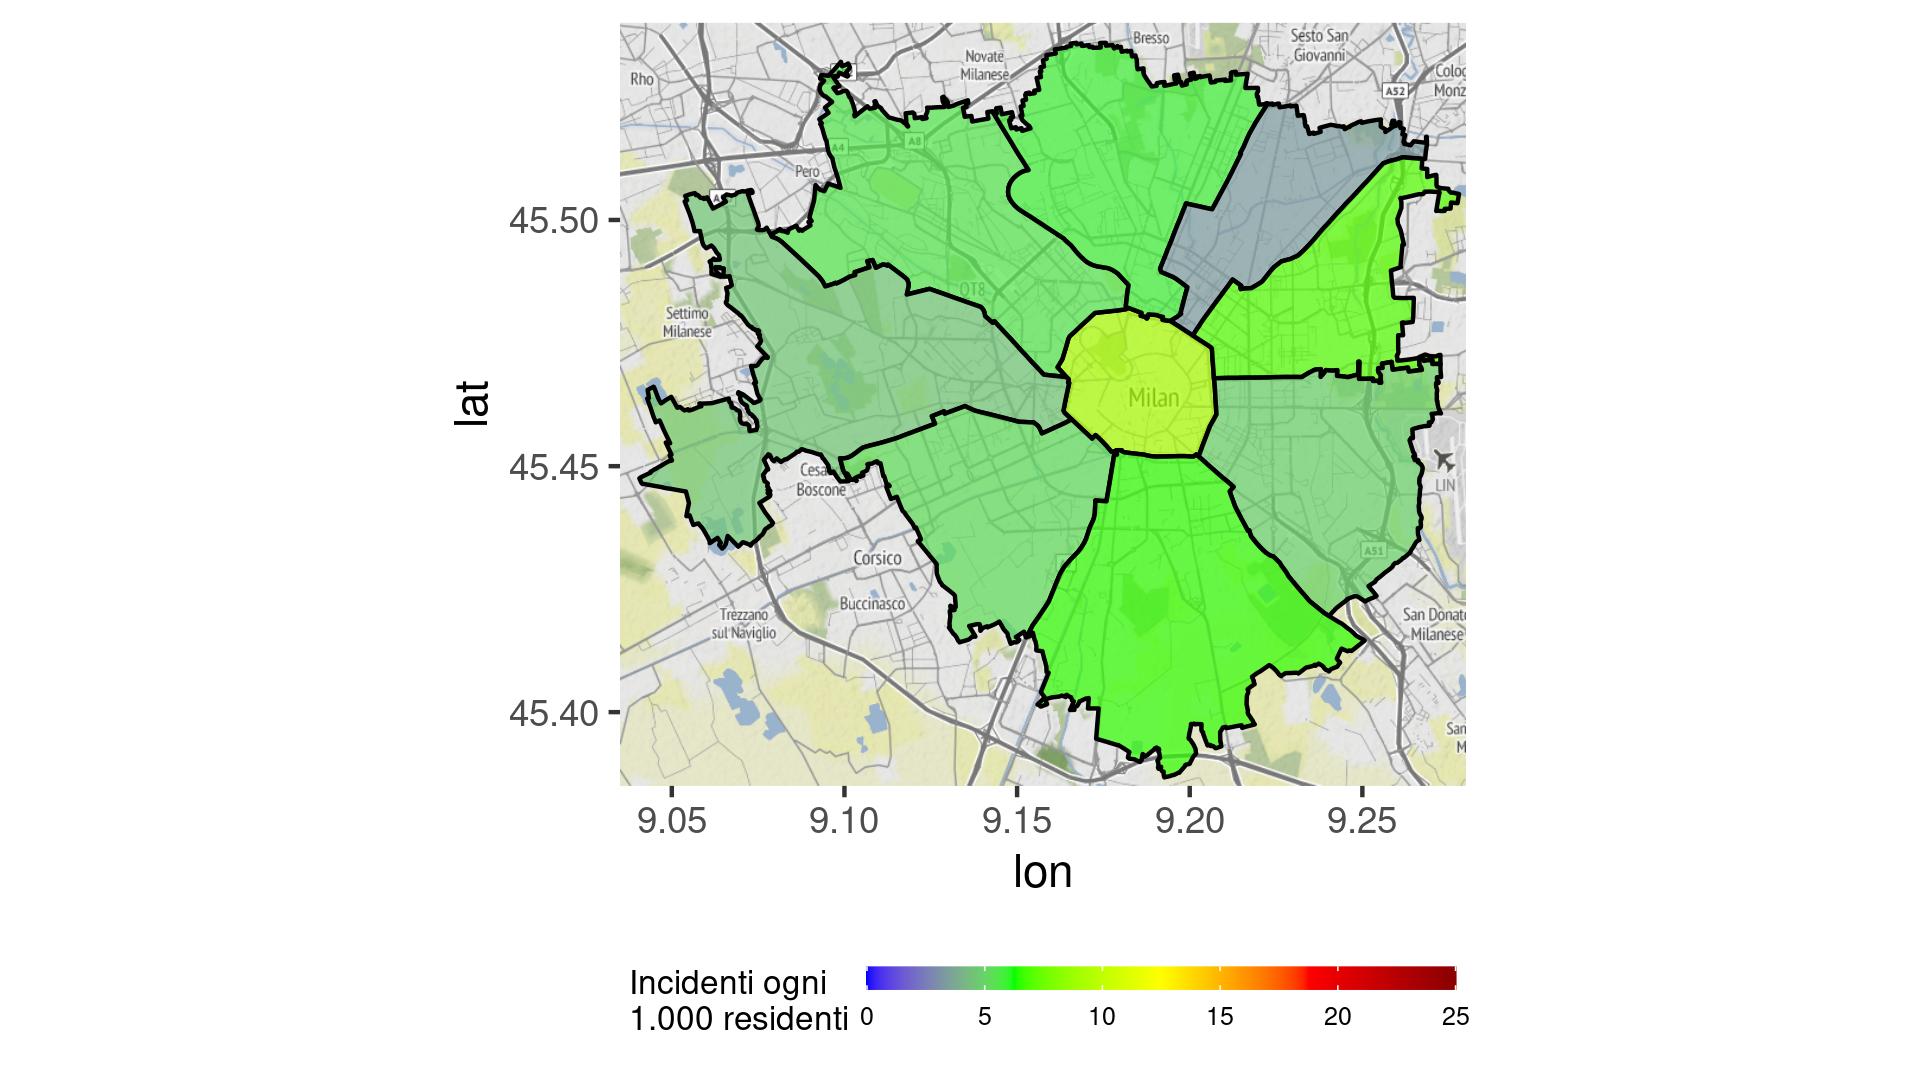 Bresso
Sesto San
Giovanni
Novate
Milanese
Rho
Colo
Monz
A52
A4
A8
Pero
A
45.50
OT8
Settimo
Milanese
lat
Milan
45.45
Cesa
Boscone
LIN
A51
Corsico
Buccinasco
Trezzano
sul Naviglio
San Donat
Milanese
45.40
San
M
9.05 9.10 9.15 9.20 9.25
lon
Incidenti ogni
1.000 residenti 0 5 10 15 20 25